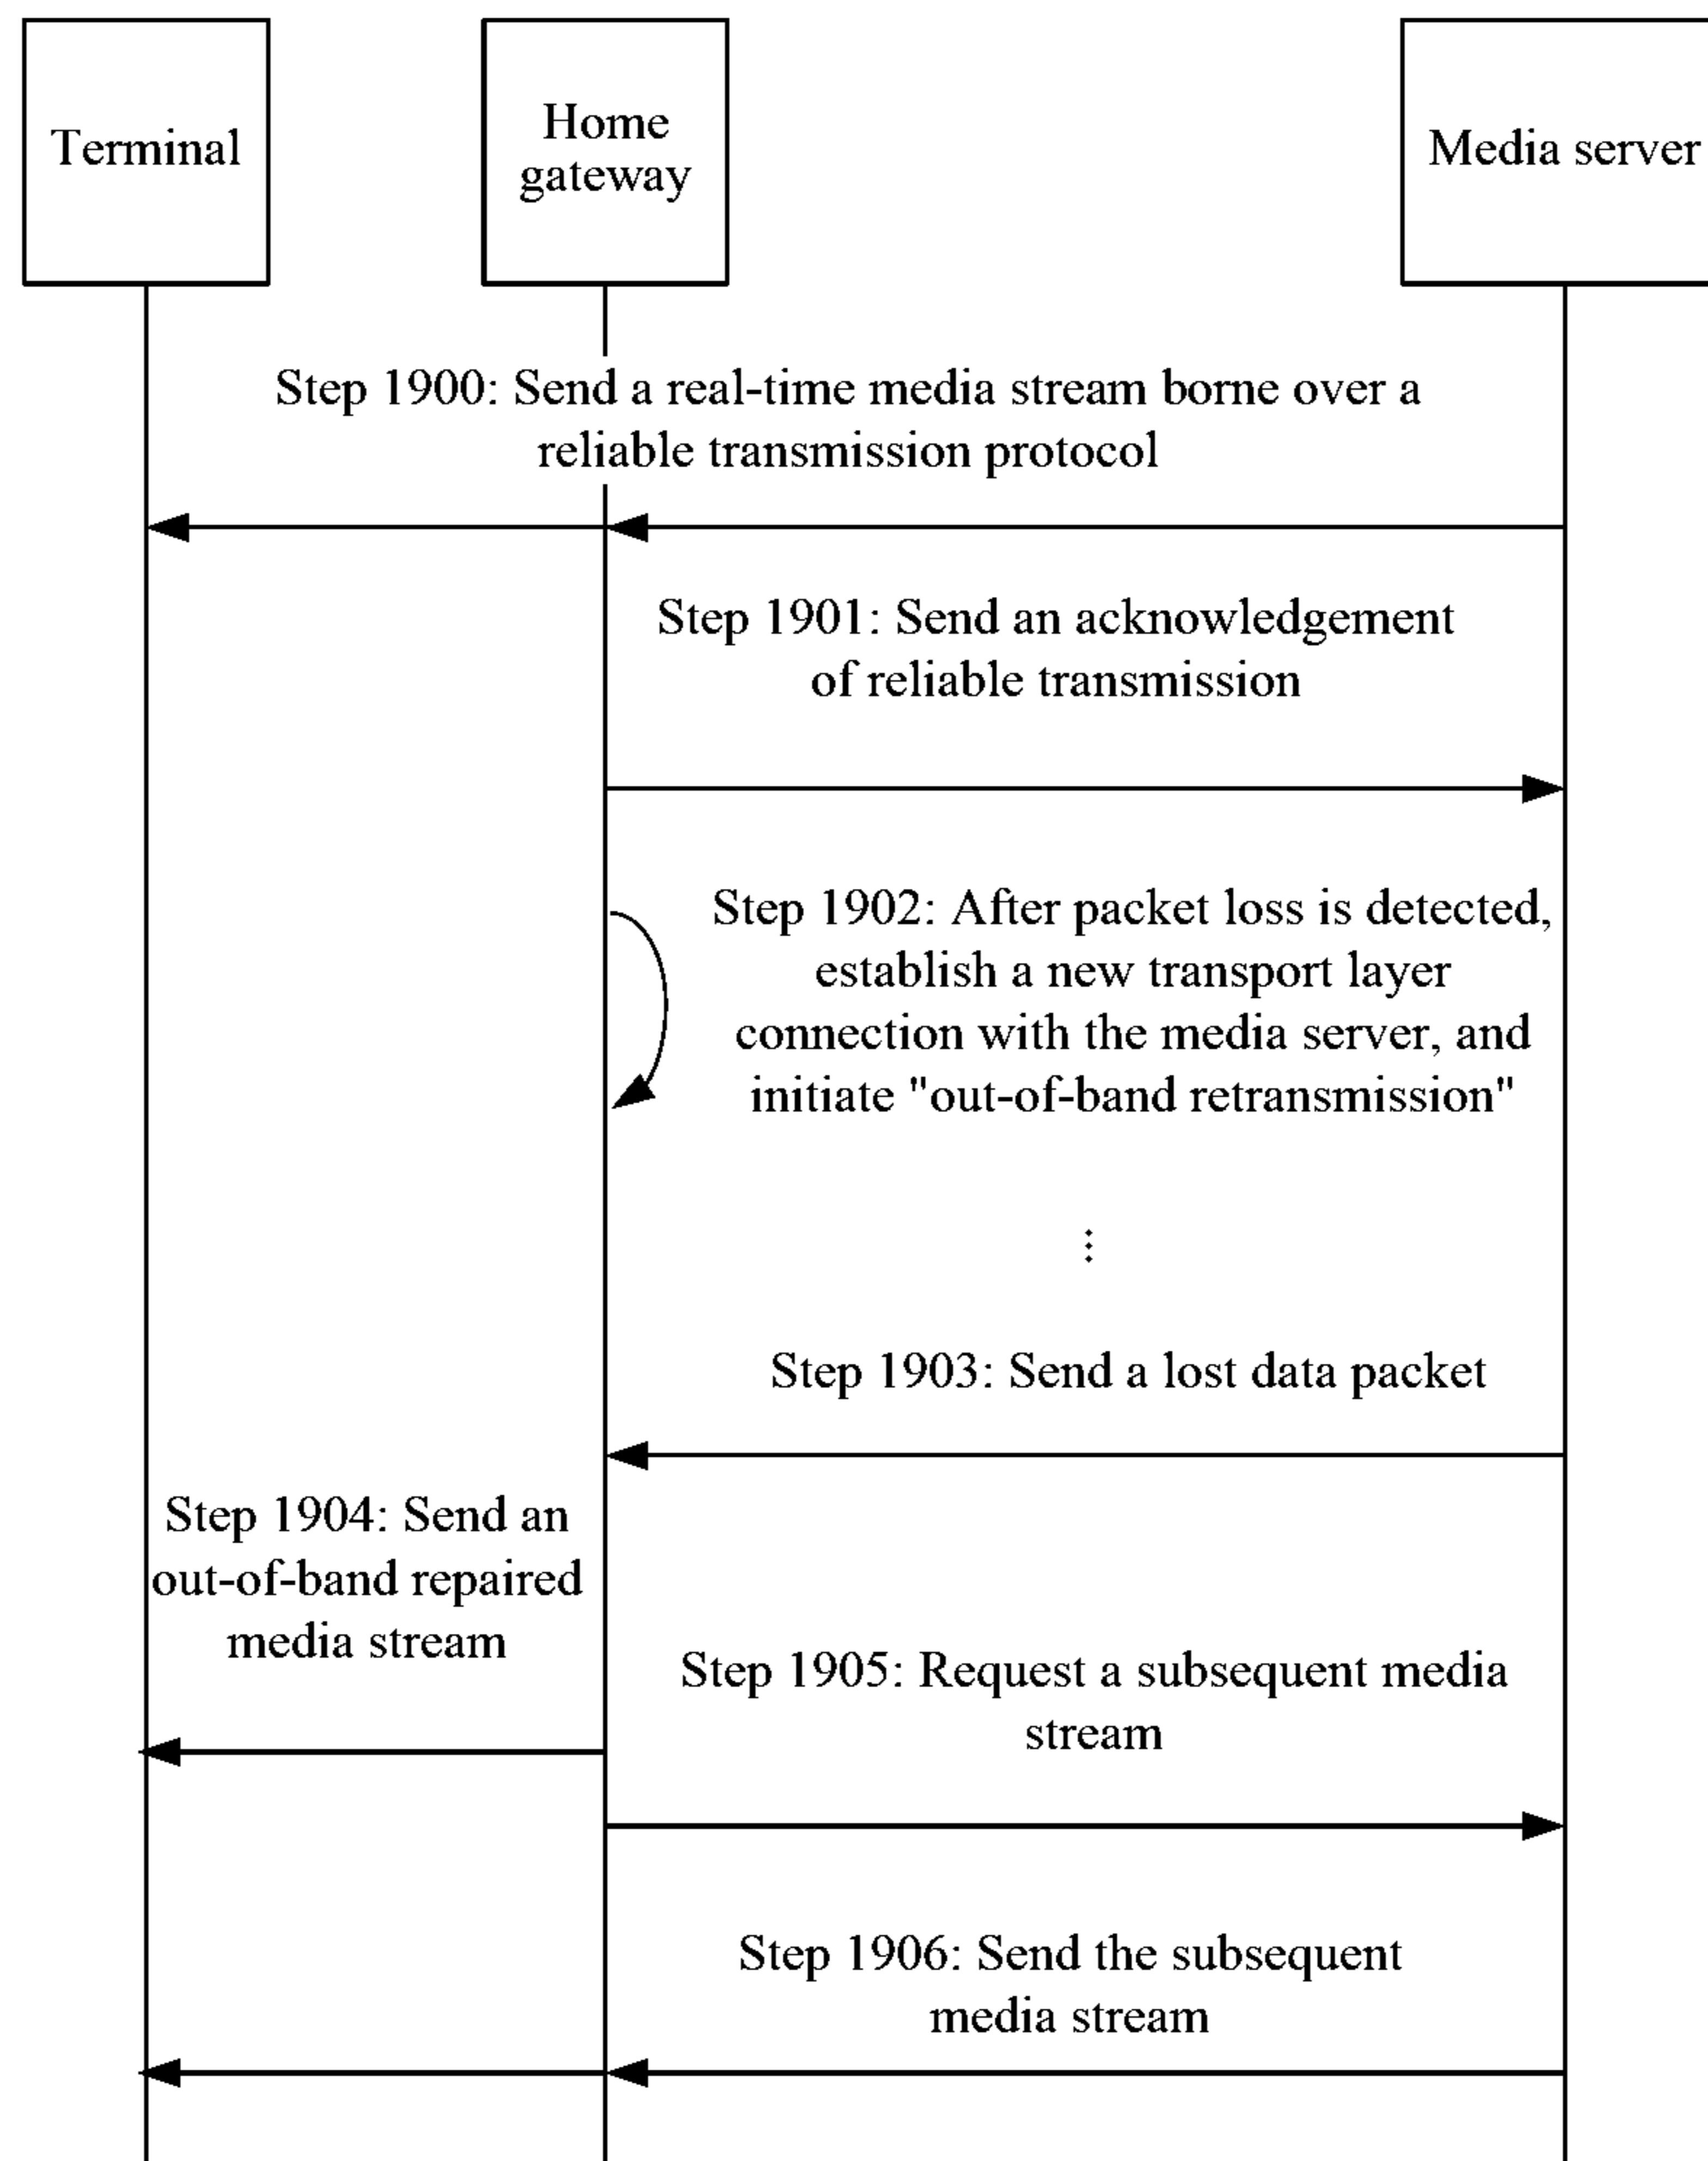 Terminal
Home
gateway
Media server
Step 1900: Send a real-time media stream borne over a
reliable transmission protocol
Step 1901: Send an acknowledgement
of reliable transmission
Step 1902: After packet loss is detected,
establish a new transport layer
connection with the media server, and
initiate "out-of-band retransmission"
⋮
Step 1903: Send a lost data packet
Step 1904: Send an
out-of-band repaired
media stream
Step 1905: Request a subsequent media
stream
Step 1906: Send the subsequent
media stream